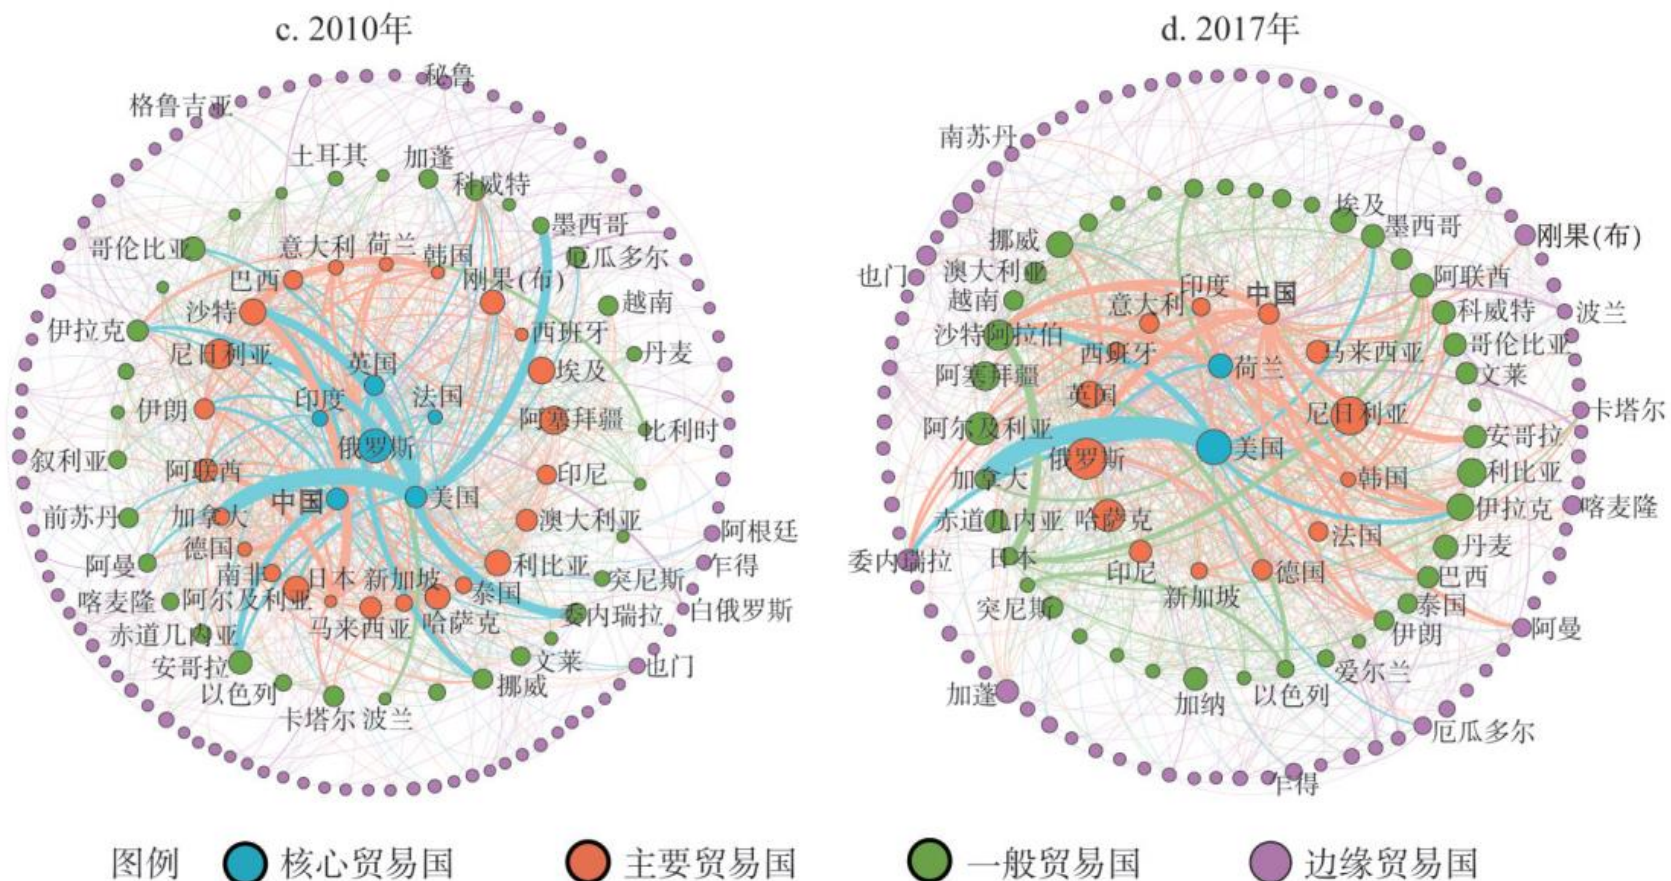 c. 2010年
秘鲁
格鲁吉亚
土耳其
加蓬
科威特
墨西哥
哥伦比亚
意大利
荷兰
韩国
厄瓜多尔
巴西
刚果(布)
沙特
越南
伊拉克
西班牙
尼日利亚
英国
丹麦
埃及
印度
法国
伊朗
阿塞拜疆
比利时
俄罗斯
叙利亚
阿联酋
印尼
中国
美国
前苏丹
加拿大
澳大利亚
阿根廷
德国
阿曼
南非
日本
新加坡
利比亚
乍得
泰国
突尼斯
喀麦隆
阿尔及利亚
马来西亚
哈萨克
委内瑞拉
白俄罗斯
赤道几内亚
安哥拉
文莱
也门
以色列
挪威
卡塔尔
波兰
d. 2017年
南苏丹
埃及
墨西哥
刚果(布)
挪威
也门
澳大利亚
印度
中国
阿联酋
越南
意大利
科威特
波兰
沙特阿拉伯
西班牙
马来西亚
哥伦比亚
阿塞拜疆
荷兰
文莱
英国
尼日利亚
卡塔尔
阿尔及利亚
安哥拉
美国
俄罗斯
加拿大
韩国
利比亚
伊拉克
喀麦隆
赤道几内亚
哈萨克
法国
丹麦
委内瑞拉
日本
印尼
德国
巴西
新加坡
突尼斯
泰国
伊朗
阿曼
爱尔兰
加蓬
加纳
以色列
厄瓜多尔
乍得
图例
核心贸易国
主要贸易国
一般贸易国
边缘贸易国